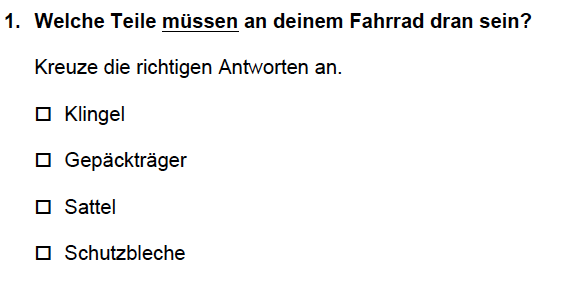 1. Welche Teile müssen an deinem Fahrrad dran sein?
Kreuze die richtigen Antworten an.
☐ Klingel
☐ Gepäckträger
☐ Sattel
☐ Schutzbleche